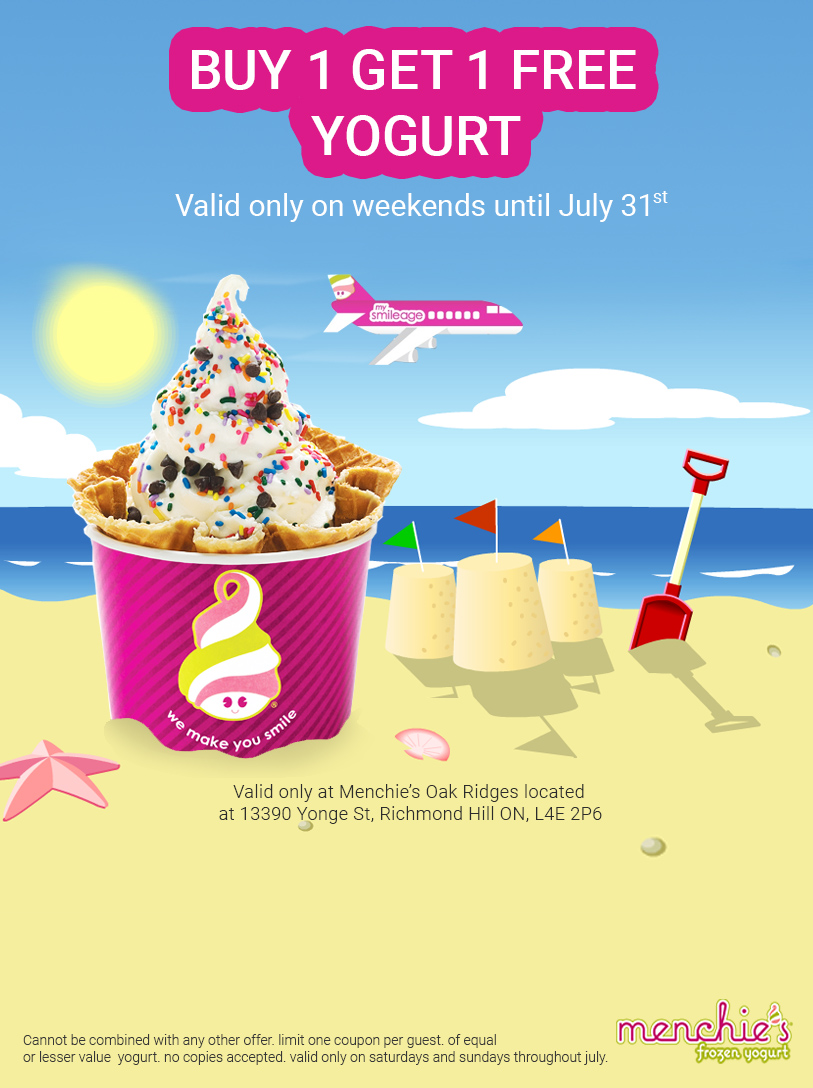 BUY 1 GET 1 FREE
YOGURT
Valid only on weekends until July 31st
my
smileage
we make you smile
Valid only at Menchie's Oak Ridges located
at 13390 Yonge St, Richmond Hill ON, L4E 2P6
Cannot be combined with any other offer. limit one coupon per guest. of equal
or lesser value yogurt. no copies accepted. valid only on saturdays and sundays throughout july.
menchie's
frozen yogurt